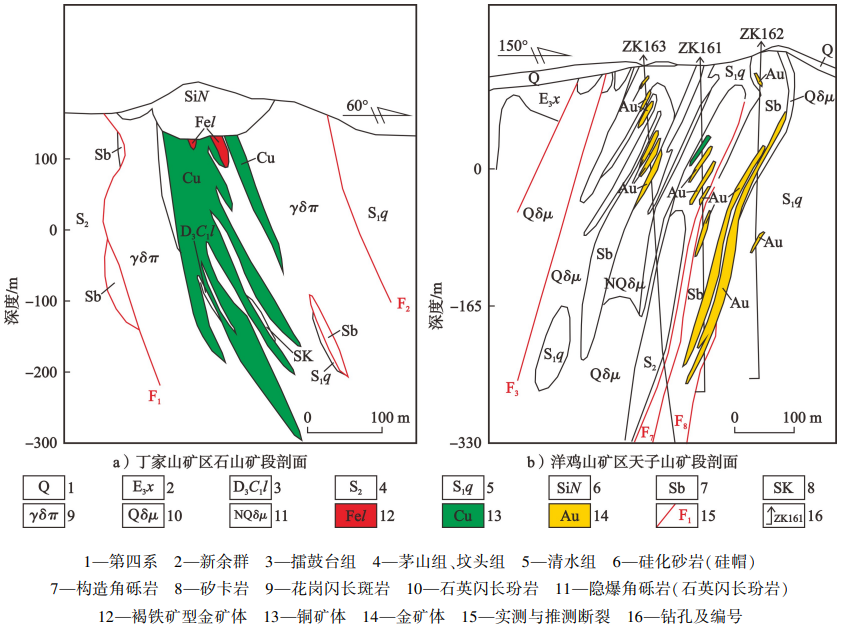 SiN
60°
Fel
Sb
Cu
Cu
100
0
-100
-200
-300
深度/m
S₂
D₃C₁l
γδπ
γδπ
S₁q
Sb
F₂
Sb
SK
S₁q
F₁
0 100 m
a）丁家山矿区石山矿段剖面
150°
ZK163
ZK161
ZK162
Q
Q
S₁q
Au
Sb
Qδμ
E₃x
Au
0
-165
-330
深度/m
Au
Au
Au
S₁q
Qδμ
Au
Sb
Qδμ
NQδμ
Sb
Au
S₁q
Qδμ
S₂
F₃
F₇
F₈
0 100 m
b）洋鸡山矿区天子山矿段剖面
Q 1 E₃x 2 D₃C₁l 3 S₂ 4 S₁q 5 SiN 6 Sb 7 SK 8
γδπ 9 Qδμ 10 NQδμ 11 Fel 12 Cu 13 Au 14 F₁ 15 ZK161 16
1—第四系 2—新余群 3—擂鼓台组 4—茅山组、坟头组 5—清水组 6—硅化砂岩(硅帽)
7—构造角砾岩 8—矽卡岩 9—花岗闪长斑岩 10—石英闪长玢岩 11—隐爆角砾岩(石英闪长玢岩)
12—褐铁矿型金矿体 13—铜矿体 14—金矿体 15—实测与推测断裂 16—钻孔及编号